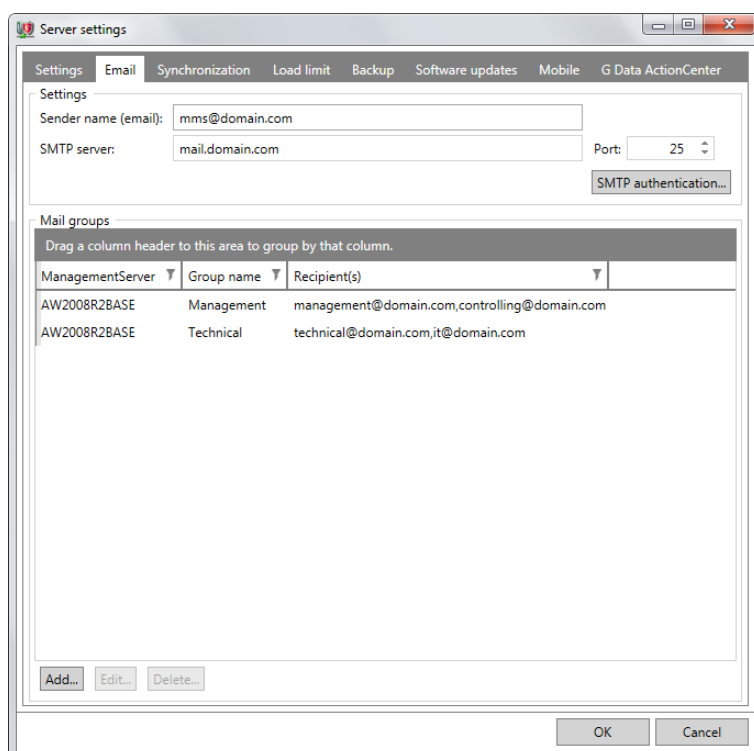 Server settings
Settings Email Synchronization Load limit Backup Software updates Mobile G Data ActionCenter
Settings
Sender name (email): mms@domain.com
SMTP server: mail.domain.com Port: 25
SMTP authentication...
Mail groups
Drag a column header to this area to group by that column.
ManagementServer Group name Recipient(s)
AW2008R2BASE Management management@domain.com,controlling@domain.com
AW2008R2BASE Technical technical@domain.com,it@domain.com
Add... Edit... Delete...
OK Cancel